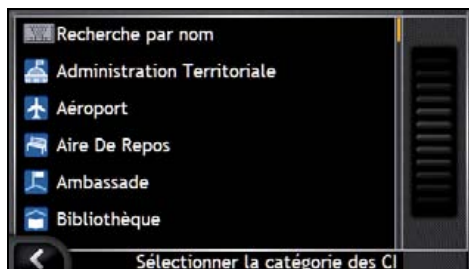 Recherche par nom
Administration Territoriale
Aéroport
Aire De Repos
Ambassade
Bibliothèque
Sélectionner la catégorie des CI